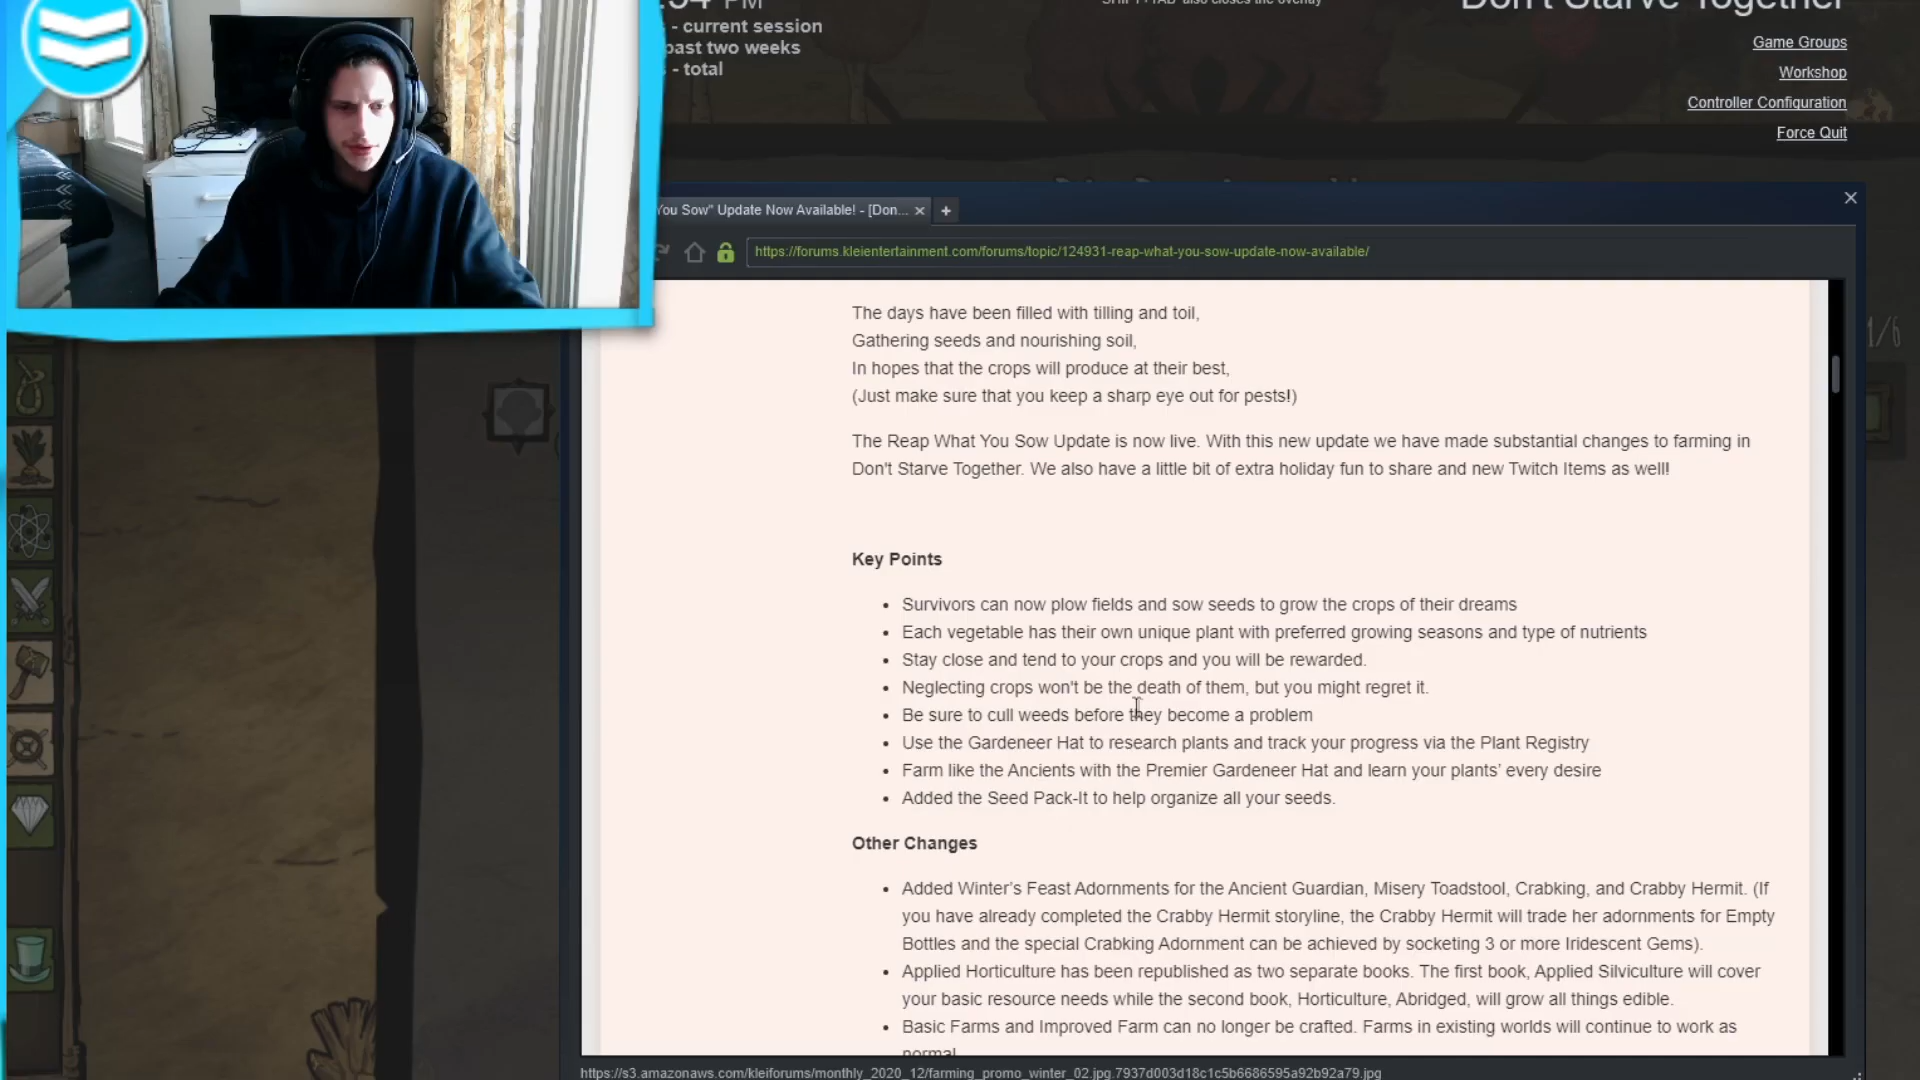 PM
SHIFT+TAB also closes the overlay
Don't Starve Together
- current session
past two weeks
- total
Game Groups
Workshop
Controller Configuration
Force Quit
You Sow" Update Now Available! - [Don...
https://forums.kleientertainment.com/forums/topic/124931-reap-what-you-sow-update-now-available/
The days have been filled with tilling and toil,
Gathering seeds and nourishing soil,
In hopes that the crops will produce at their best,
(Just make sure that you keep a sharp eye out for pests!)
1/6
The Reap What You Sow Update is now live. With this new update we have made substantial changes to farming in
Don't Starve Together. We also have a little bit of extra holiday fun to share and new Twitch Items as well!
Key Points
• Survivors can now plow fields and sow seeds to grow the crops of their dreams
• Each vegetable has their own unique plant with preferred growing seasons and type of nutrients
• Stay close and tend to your crops and you will be rewarded.
• Neglecting crops won't be the death of them, but you might regret it.
• Be sure to cull weeds before they become a problem
• Use the Gardeneer Hat to research plants and track your progress via the Plant Registry
• Farm like the Ancients with the Premier Gardeneer Hat and learn your plants’ every desire
• Added the Seed Pack-It to help organize all your seeds.
Other Changes
• Added Winter’s Feast Adornments for the Ancient Guardian, Misery Toadstool, Crabking, and Crabby Hermit. (If
you have already completed the Crabby Hermit storyline, the Crabby Hermit will trade her adornments for Empty
Bottles and the special Crabking Adornment can be achieved by socketing 3 or more Iridescent Gems).
• Applied Horticulture has been republished as two separate books. The first book, Applied Silviculture will cover
your basic resource needs while the second book, Horticulture, Abridged, will grow all things edible.
• Basic Farms and Improved Farm can no longer be crafted. Farms in existing worlds will continue to work as
normal
https://s3.amazonaws.com/kleiforums/monthly_2020_12/farming_promo_winter_02.jpg.7937d003d18c1c5b6686595a92b92a79.jpg